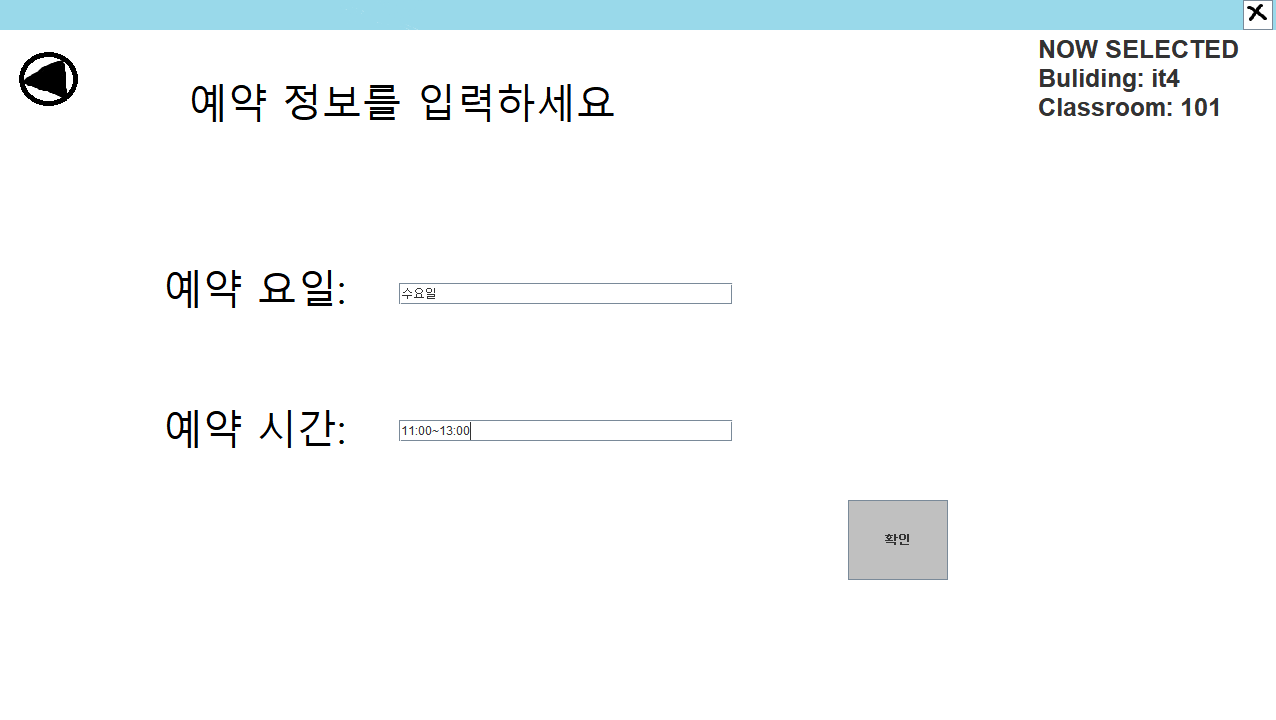 NOW SELECTED
Buliding: it4
Classroom: 101
예약 정보를 입력하세요
예약 요일:
수요일
예약 시간:
11:00~13:00
확인